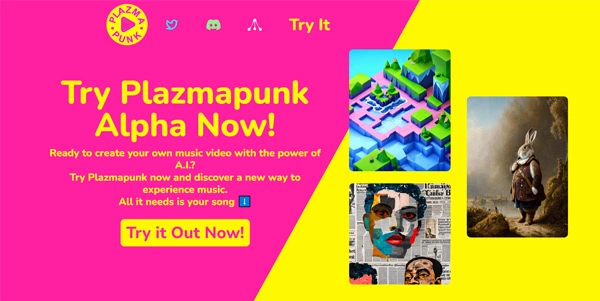 PLAZMA
PUNK
Try It
Try Plazmapunk
Alpha Now!
Ready to create your own music video with the power of
A.I.?
Try Plazmapunk now and discover a new way to
experience music.
All it needs is your song ⬇️
Try it Out Now!